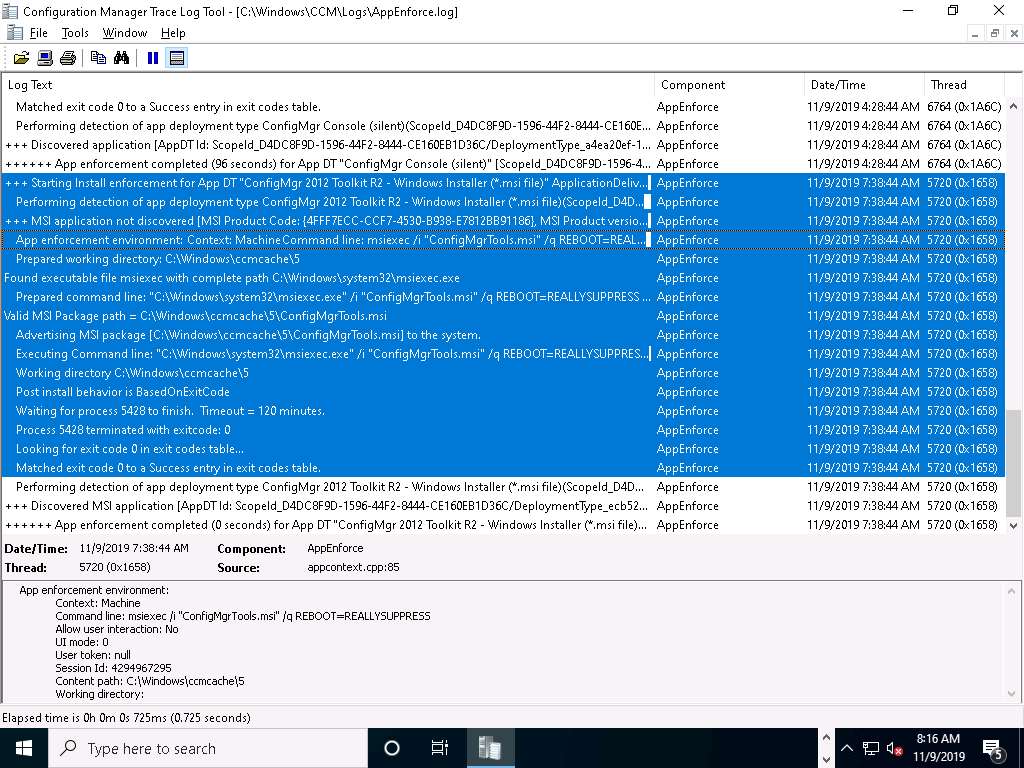 Configuration Manager Trace Log Tool - [C:\Windows\CCM\Logs\AppEnforce.log]
File Tools Window Help
Log Text Component Date/Time Thread
Matched exit code 0 to a Success entry in exit codes table. AppEnforce 11/9/2019 4:28:44 AM 6764 (0x1A6C)
Performing detection of app deployment type ConfigMgr Console (silent)(ScopeId_D4DC8F9D-1596-44F2-8444-CE160E... AppEnforce 11/9/2019 4:28:44 AM 6764 (0x1A6C)
+++ Discovered application [AppDT Id: ScopeId_D4DC8F9D-1596-44F2-8444-CE160EB1D36C/DeploymentType_a4ea20ef-1... AppEnforce 11/9/2019 4:28:44 AM 6764 (0x1A6C)
++++++ App enforcement completed (96 seconds) for App DT "ConfigMgr Console (silent)" [ScopeId_D4DC8F9D-1596-4... AppEnforce 11/9/2019 4:28:44 AM 6764 (0x1A6C)
+++ Starting Install enforcement for App DT "ConfigMgr 2012 Toolkit R2 - Windows Installer (*.msi file)" ApplicationDeliv... AppEnforce 11/9/2019 7:38:44 AM 5720 (0x1658)
Performing detection of app deployment type ConfigMgr 2012 Toolkit R2 - Windows Installer (*.msi file)(ScopeId_D4D... AppEnforce 11/9/2019 7:38:44 AM 5720 (0x1658)
+++ MSI application not discovered [MSI Product Code: {4FFF7ECC-CCF7-4530-B938-E7812BB91186}, MSI Product versio... AppEnforce 11/9/2019 7:38:44 AM 5720 (0x1658)
App enforcement environment: Context: Machine Command line: msiexec /i "ConfigMgrTools.msi" /q REBOOT=REAL... AppEnforce 11/9/2019 7:38:44 AM 5720 (0x1658)
Prepared working directory: C:\Windows\ccmcache\5 AppEnforce 11/9/2019 7:38:44 AM 5720 (0x1658)
Found executable file msiexec with complete path C:\Windows\system32\msiexec.exe AppEnforce 11/9/2019 7:38:44 AM 5720 (0x1658)
Prepared command line: "C:\Windows\system32\msiexec.exe" /i "ConfigMgrTools.msi" /q REBOOT=REALLYSUPPRESS ... AppEnforce 11/9/2019 7:38:44 AM 5720 (0x1658)
Valid MSI Package path = C:\Windows\ccmcache\5\ConfigMgrTools.msi AppEnforce 11/9/2019 7:38:44 AM 5720 (0x1658)
Advertising MSI package [C:\Windows\ccmcache\5\ConfigMgrTools.msi] to the system. AppEnforce 11/9/2019 7:38:44 AM 5720 (0x1658)
Executing Command line: "C:\Windows\system32\msiexec.exe" /i "ConfigMgrTools.msi" /q REBOOT=REALLYSUPPRES... AppEnforce 11/9/2019 7:38:44 AM 5720 (0x1658)
Working directory C:\Windows\ccmcache\5 AppEnforce 11/9/2019 7:38:44 AM 5720 (0x1658)
Post install behavior is BasedOnExitCode AppEnforce 11/9/2019 7:38:44 AM 5720 (0x1658)
Waiting for process 5428 to finish. Timeout = 120 minutes. AppEnforce 11/9/2019 7:38:44 AM 5720 (0x1658)
Process 5428 terminated with exitcode: 0 AppEnforce 11/9/2019 7:38:44 AM 5720 (0x1658)
Looking for exit code 0 in exit codes table... AppEnforce 11/9/2019 7:38:44 AM 5720 (0x1658)
Matched exit code 0 to a Success entry in exit codes table. AppEnforce 11/9/2019 7:38:44 AM 5720 (0x1658)
Performing detection of app deployment type ConfigMgr 2012 Toolkit R2 - Windows Installer (*.msi file)(ScopeId_D4D... AppEnforce 11/9/2019 7:38:44 AM 5720 (0x1658)
+++ Discovered MSI application [AppDT Id: ScopeId_D4DC8F9D-1596-44F2-8444-CE160EB1D36C/DeploymentType_ecb52... AppEnforce 11/9/2019 7:38:44 AM 5720 (0x1658)
++++++ App enforcement completed (0 seconds) for App DT "ConfigMgr 2012 Toolkit R2 - Windows Installer (*.msi file)... AppEnforce 11/9/2019 7:38:44 AM 5720 (0x1658)
Date/Time: 11/9/2019 7:38:44 AM Component: AppEnforce
Thread: 5720 (0x1658) Source: appcontext.cpp:85
App enforcement environment:
Context: Machine
Command line: msiexec /i "ConfigMgrTools.msi" /q REBOOT=REALLYSUPPRESS
Allow user interaction: No
UI mode: 0
User token: null
Session Id: 4294967295
Content path: C:\Windows\ccmcache\5
Working directory:
Elapsed time is 0h 0m 0s 725ms (0.725 seconds)
Type here to search
8:16 AM
11/9/2019
5